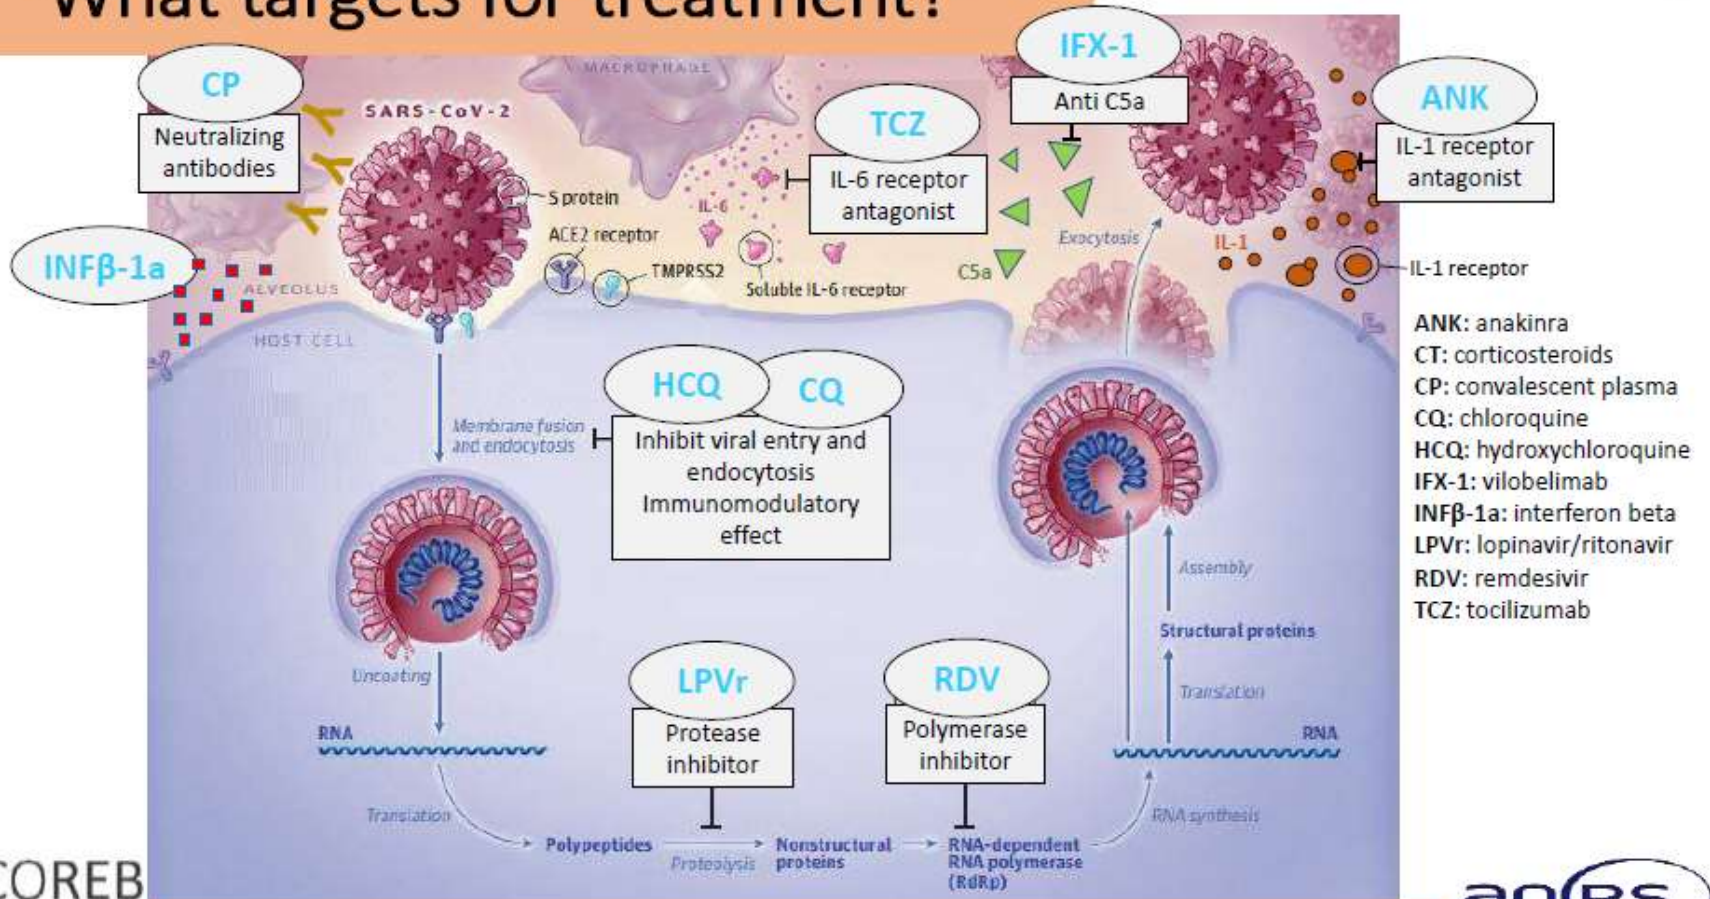 What targets for treatment?
CP
Neutralizing
antibodies
INFβ-1a
SARS-CoV-2
MACROPHAGE
S protein
ACE2 receptor
TMPRSS2
ALVEOLUS
HOST CELL
TCZ
IL-6 receptor
antagonist
IL-6
Soluble IL-6 receptor
IFX-1
Anti C5a
C5a
Exocytosis
ANK
IL-1 receptor
antagonist
IL-1
IL-1 receptor
HCQ
CQ
Inhibit viral entry and
endocytosis
Immunomodulatory
effect
Membrane fusion
and endocytosis
Uncoating
RNA
Translation
Polypeptides
Proteolysis
Nonstructural
proteins
RNA-dependent
RNA polymerase
(RdRp)
LPVr
Protease
inhibitor
RDV
Polymerase
inhibitor
RNA synthesis
RNA
Translation
Structural proteins
Assembly
ANK: anakinra
CT: corticosteroids
CP: convalescent plasma
CQ: chloroquine
HCQ: hydroxychloroquine
IFX-1: vilobelimab
INFβ-1a: interferon beta
LPVr: lopinavir/ritonavir
RDV: remdesivir
TCZ: tocilizumab
COREB